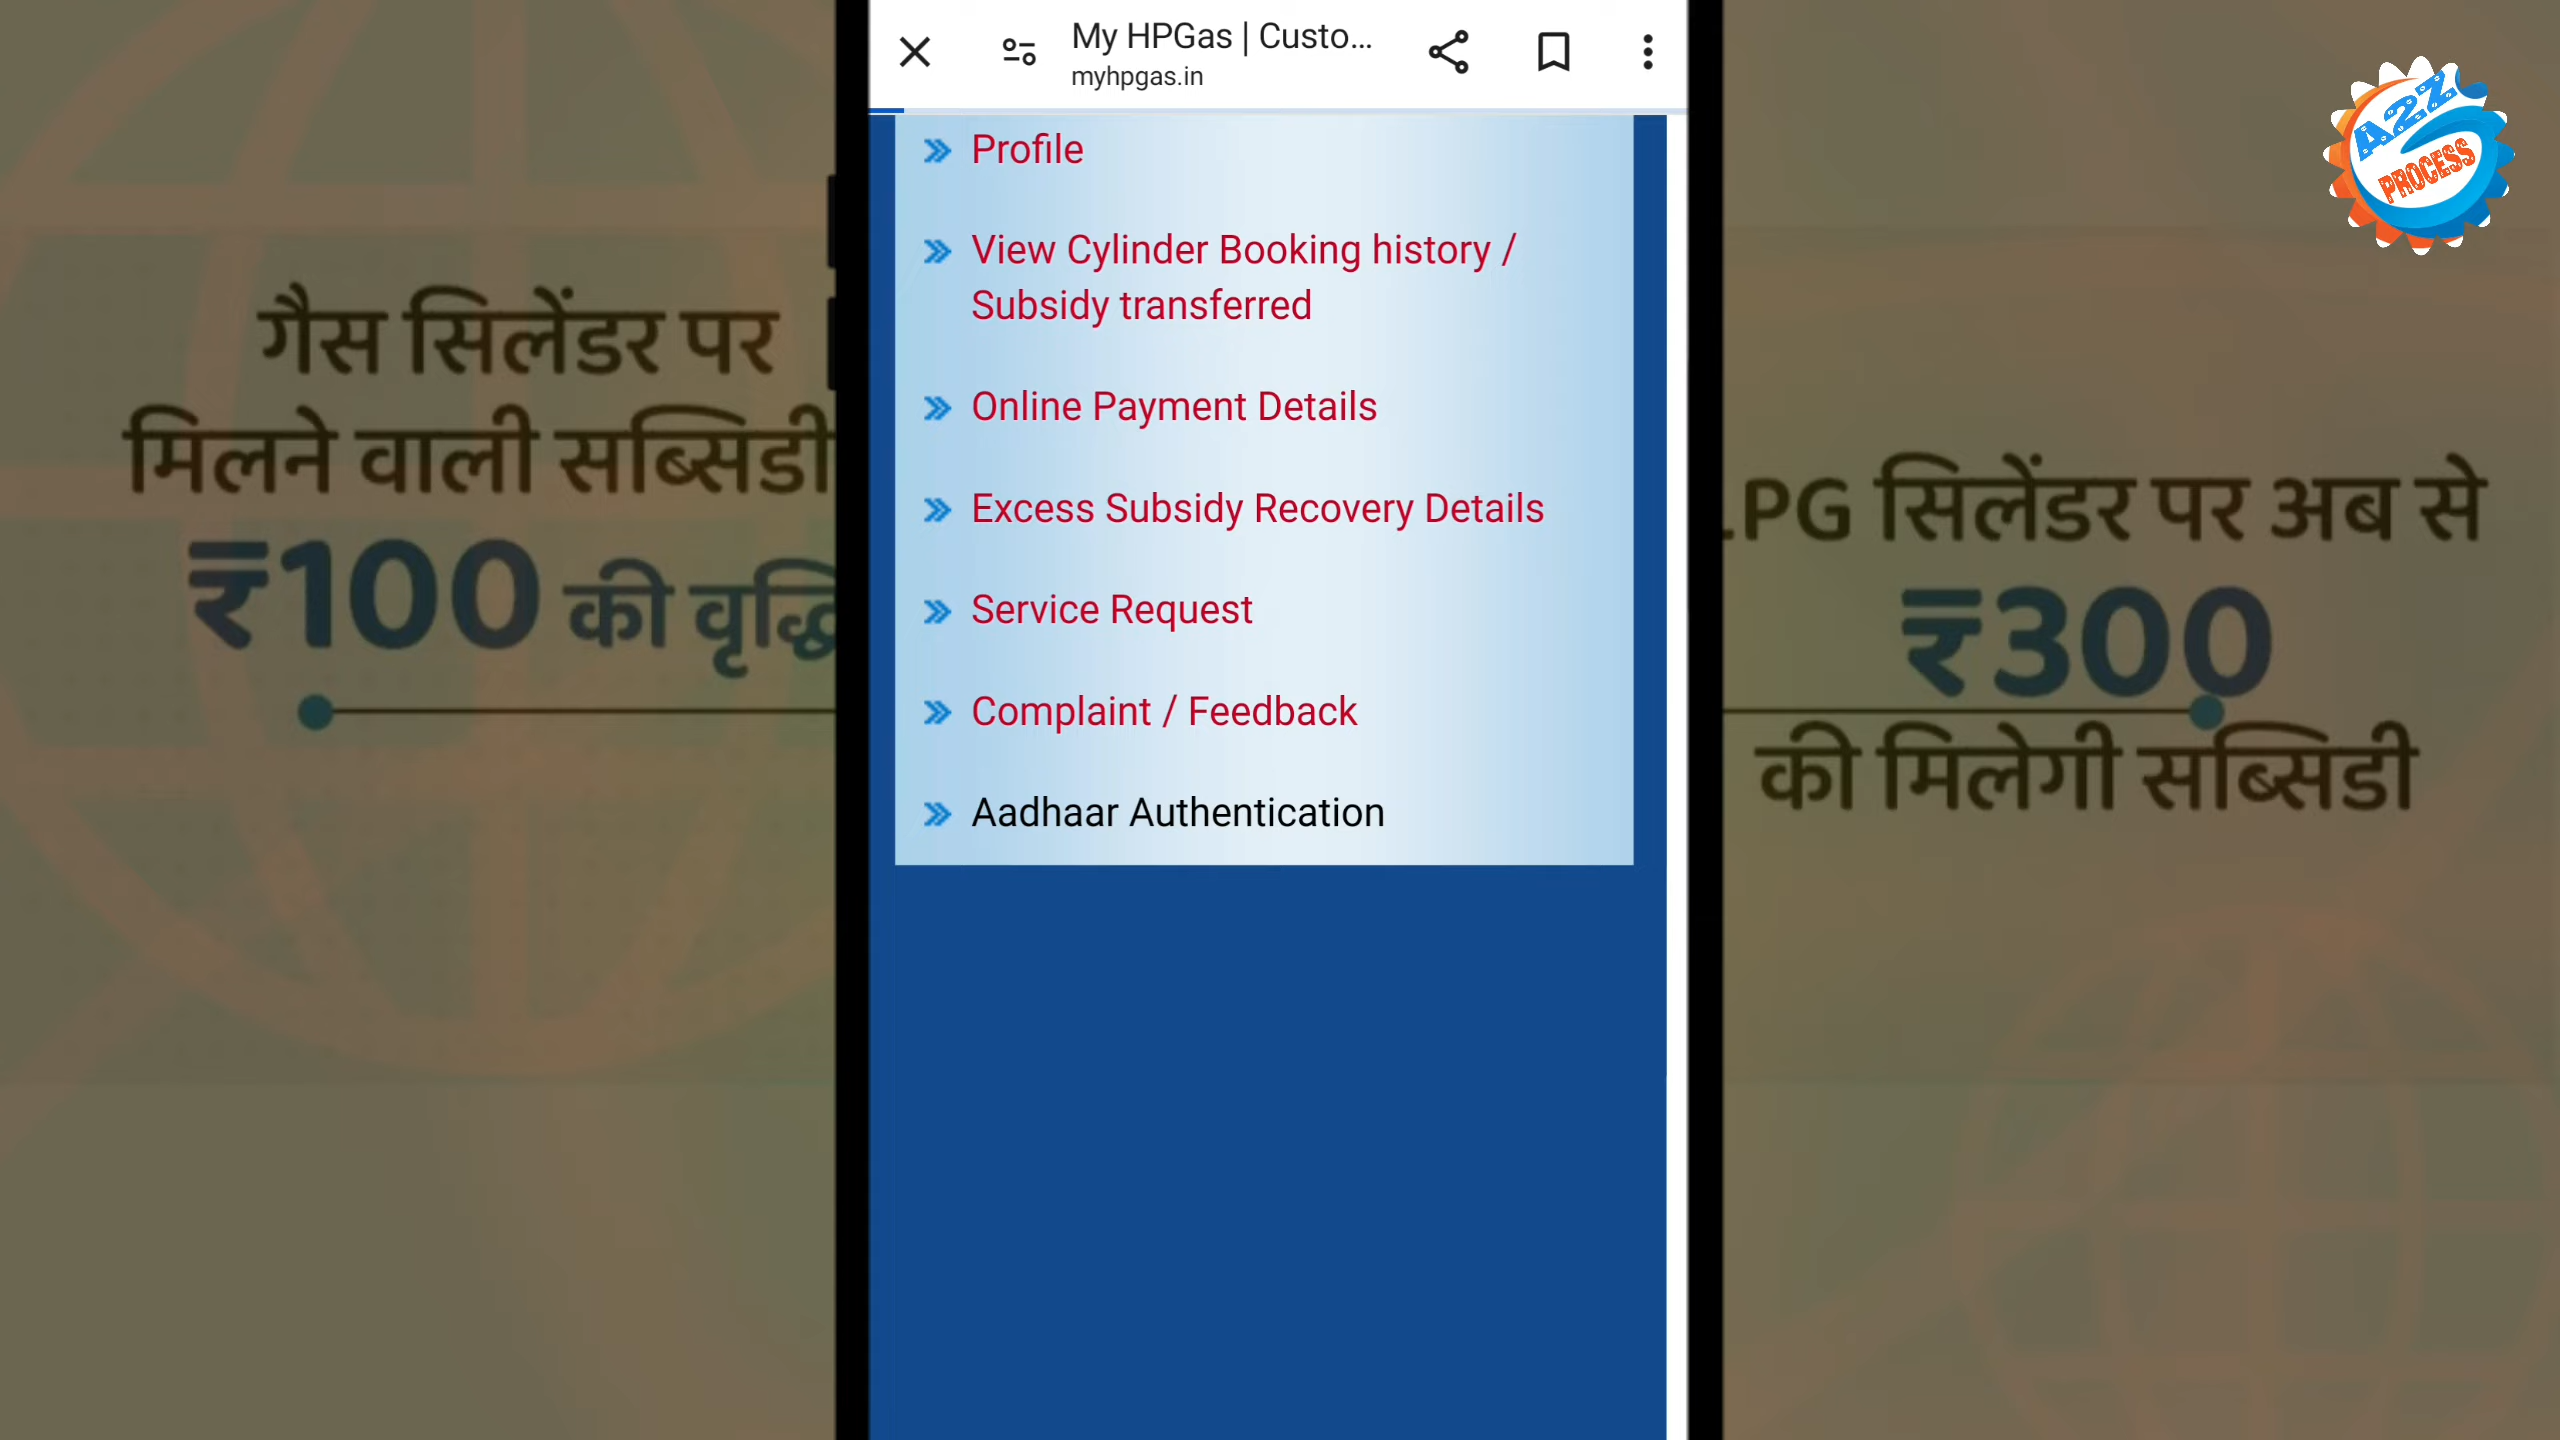 My HPGas | Custo...
myhpgas.in
A2Z
PROCESS
Profile
View Cylinder Booking history /
Subsidy transferred
Online Payment Details
Excess Subsidy Recovery Details
Service Request
Complaint / Feedback
Aadhaar Authentication
गैस सिलेंडर पर
मिलने वाली सब्सिडी
₹100 की वृद्धि
.PG सिलेंडर पर अब से
₹300
की मिलेगी सब्सिडी